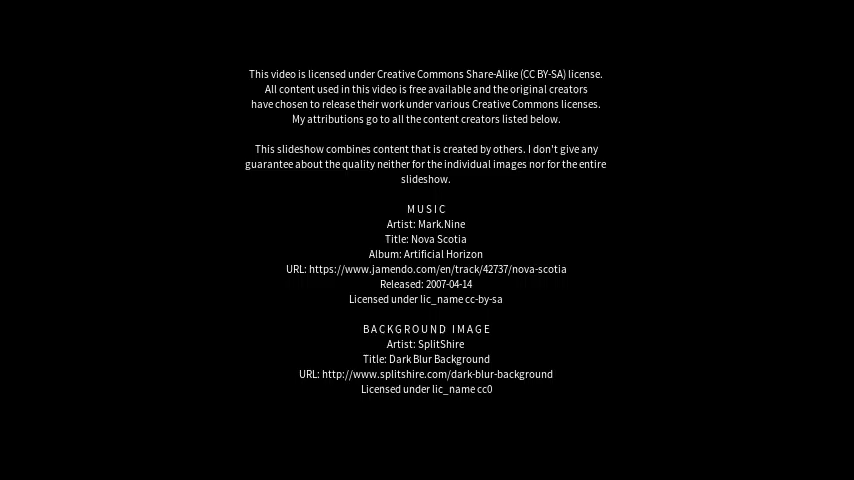 This video is licensed under Creative Commons Share-Alike (CC BY-SA) license.
All content used in this video is free available and the original creators
have chosen to release their work under various Creative Commons licenses.
My attributions go to all the content creators listed below.
This slideshow combines content that is created by others. I don't give any
guarantee about the quality neither for the individual images nor for the entire
slideshow.
M U S I C
Artist: Mark.Nine
Title: Nova Scotia
Album: Artificial Horizon
URL: https://www.jamendo.com/en/track/42737/nova-scotia
Released: 2007-04-14
Licensed under lic_name cc-by-sa
B A C K G R O U N D   I M A G E
Artist: SplitShire
Title: Dark Blur Background
URL: http://www.splitshire.com/dark-blur-background
Licensed under lic_name cc0